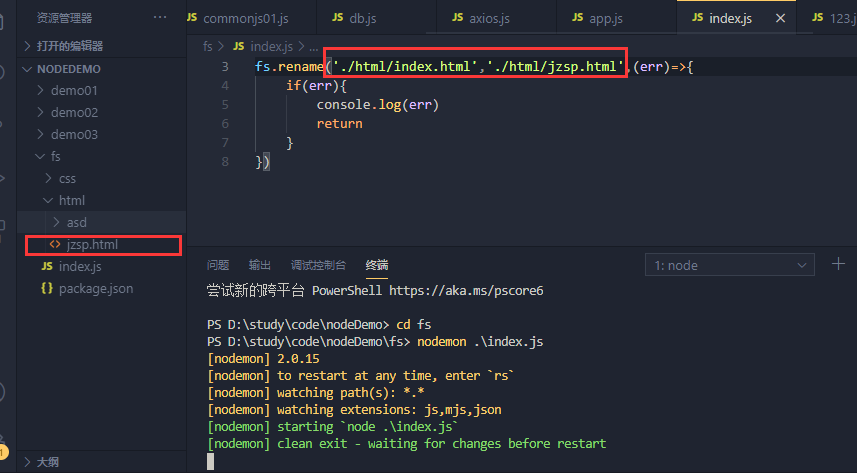 资源管理器 ···
打开的编辑器
NODEDEMO
demo01
demo02
demo03
fs
css
html
asd
<> jzsp.html
JS index.js
{} package.json
大纲
JS commonjs01.js JS db.js JS axios.js JS app.js JS index.js × JS 123.j
fs > JS index.js > ...
3 fs.rename('./html/index.html','./html/jzsp.html',(err)=>{
4 if(err){
5 console.log(err)
6 return
7 }
8 })
问题 输出 调试控制台 终端 1: node
尝试新的跨平台 PowerShell https://aka.ms/pscore6
PS D:\study\code\nodeDemo> cd fs
PS D:\study\code\nodeDemo\fs> nodemon .\index.js
[nodemon] 2.0.15
[nodemon] to restart at any time, enter `rs`
[nodemon] watching path(s): *.*
[nodemon] watching extensions: js,mjs,json
[nodemon] starting `node .\index.js`
[nodemon] clean exit - waiting for changes before restart